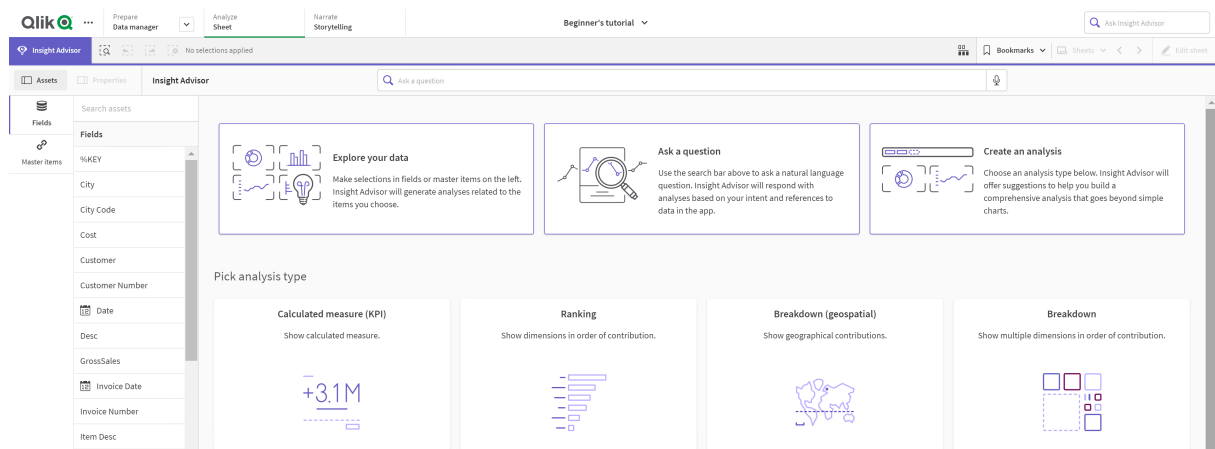 Qlik
Prepare
Data manager
Analyze
Sheet
Narrate
Storytelling
Beginner's tutorial
Ask Insight Advisor
Insight Advisor
No selections applied
Bookmarks
Sheets
Edit sheet
Assets
Properties
Insight Advisor
Ask a question
Fields
Master items
Search assets
Fields
%KEY
City
City Code
Cost
Customer
Customer Number
Date
Desc
GrossSales
Invoice Date
Invoice Number
Item Desc
Explore your data
Make selections in fields or master items on the left.
Insight Advisor will generate analyses related to the
items you choose.
Ask a question
Use the search bar above to ask a natural language
question. Insight Advisor will respond with
analyses based on your intent and references to
data in the app.
Create an analysis
Choose an analysis type below. Insight Advisor will
offer suggestions to help you build a
comprehensive analysis that goes beyond simple
charts.
Pick analysis type
Calculated measure (KPI)
Show calculated measure.
+3.1M
Ranking
Show dimensions in order of contribution.
Breakdown (geospatial)
Show geographical contributions.
Breakdown
Show multiple dimensions in order of contribution.